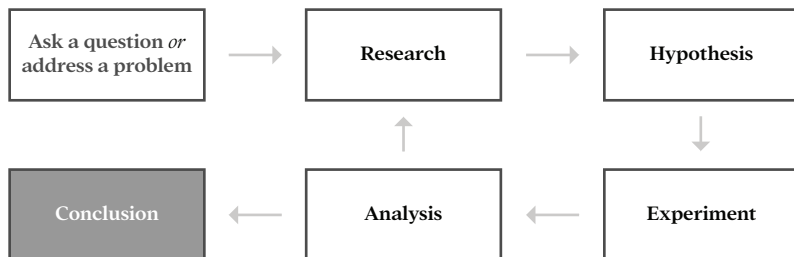 Ask a question or
address a problem
Research
Hypothesis
Conclusion
Analysis
Experiment